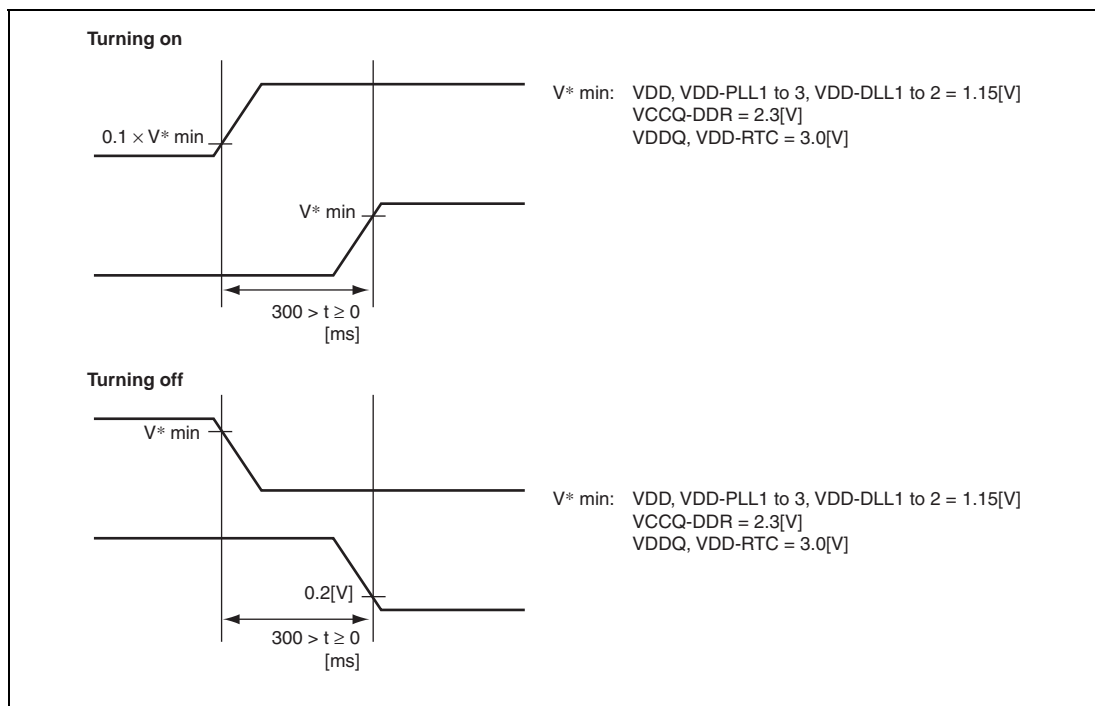 Turning on
0.1 × V* min
V* min
300 > t ≥ 0
[ms]
V* min: VDD, VDD-PLL1 to 3, VDD-DLL1 to 2 = 1.15[V]
VCCQ-DDR = 2.3[V]
VDDQ, VDD-RTC = 3.0[V]
Turning off
V* min
0.2[V]
300 > t ≥ 0
[ms]
V* min: VDD, VDD-PLL1 to 3, VDD-DLL1 to 2 = 1.15[V]
VCCQ-DDR = 2.3[V]
VDDQ, VDD-RTC = 3.0[V]